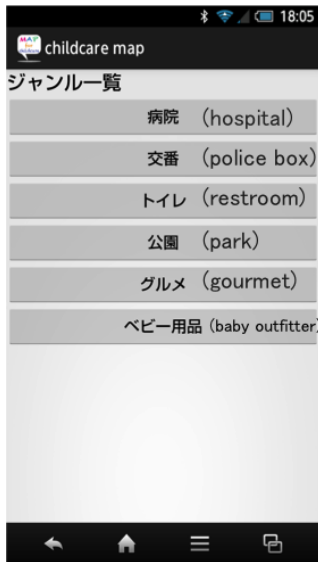 18:05
childcare map
ジャンル一覧
病院 (hospital)
交番 (police box)
トイレ (restroom)
公園 (park)
グルメ (gourmet)
ベビー用品 (baby outfitter)